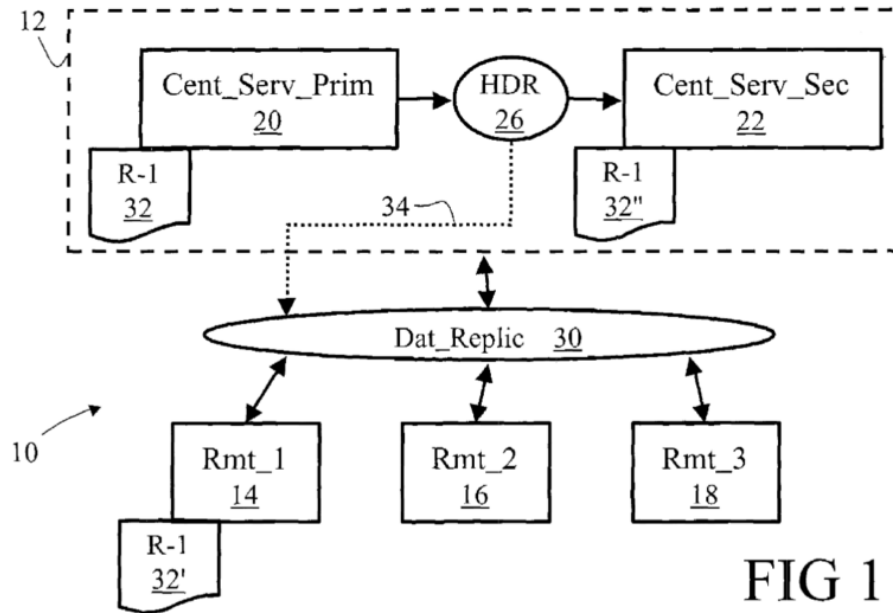 12
Cent_Serv_Prim
20
HDR
26
Cent_Serv_Sec
22
R-1
32
34
R-1
32"
Dat_Replic 30
10
Rmt_1
14
Rmt_2
16
Rmt_3
18
R-1
32'
FIG 1